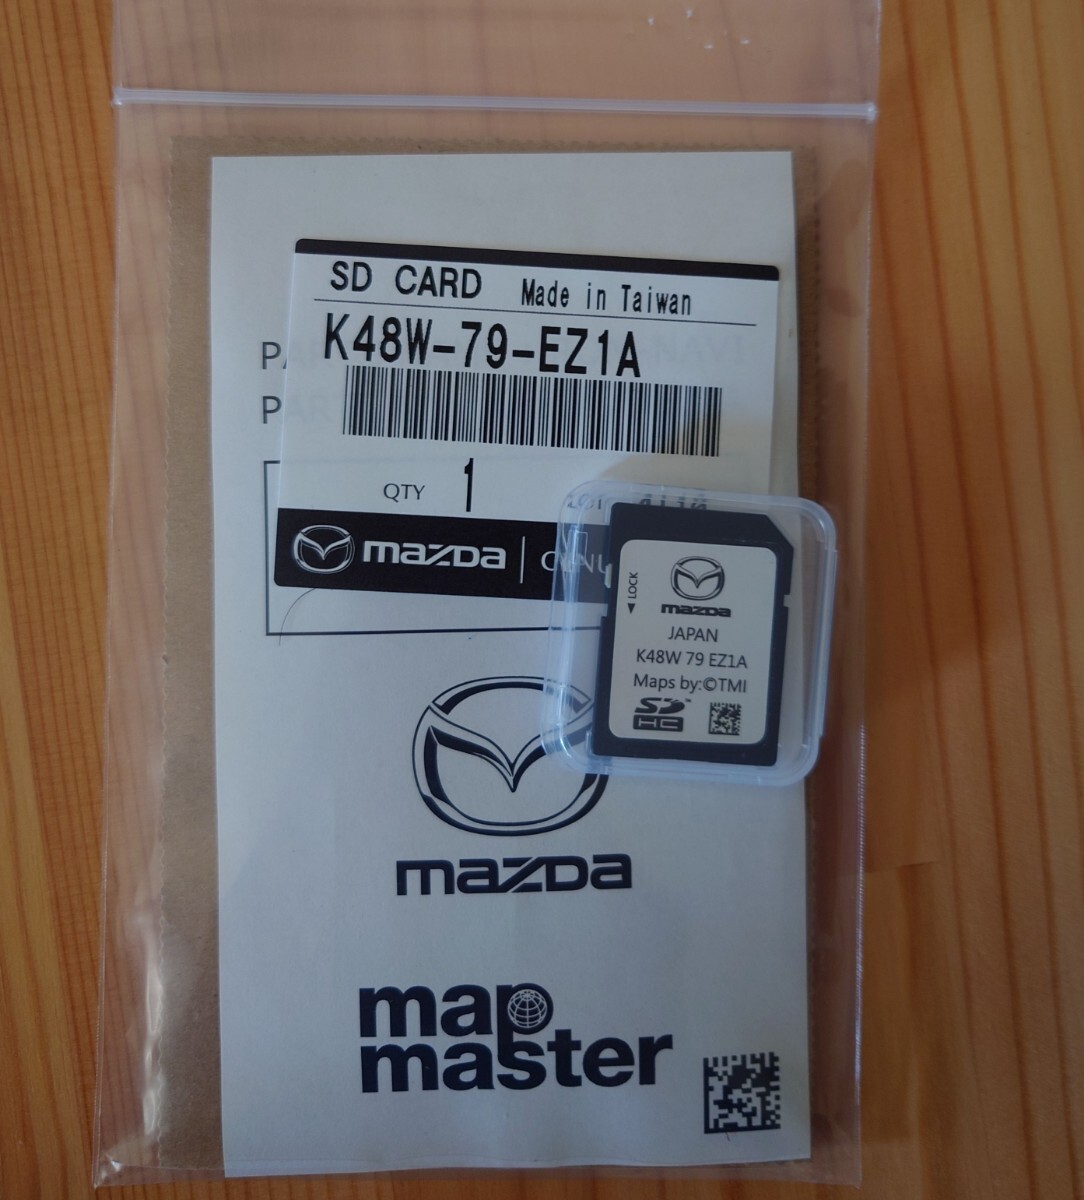 SD CARD Made in Taiwan
K48W-79-EZ1A
QTY 1
mazda
LOCK
mazda
JAPAN
K48W 79 EZ1A
Maps by:©TMI
SD
HC
mazda
map
master